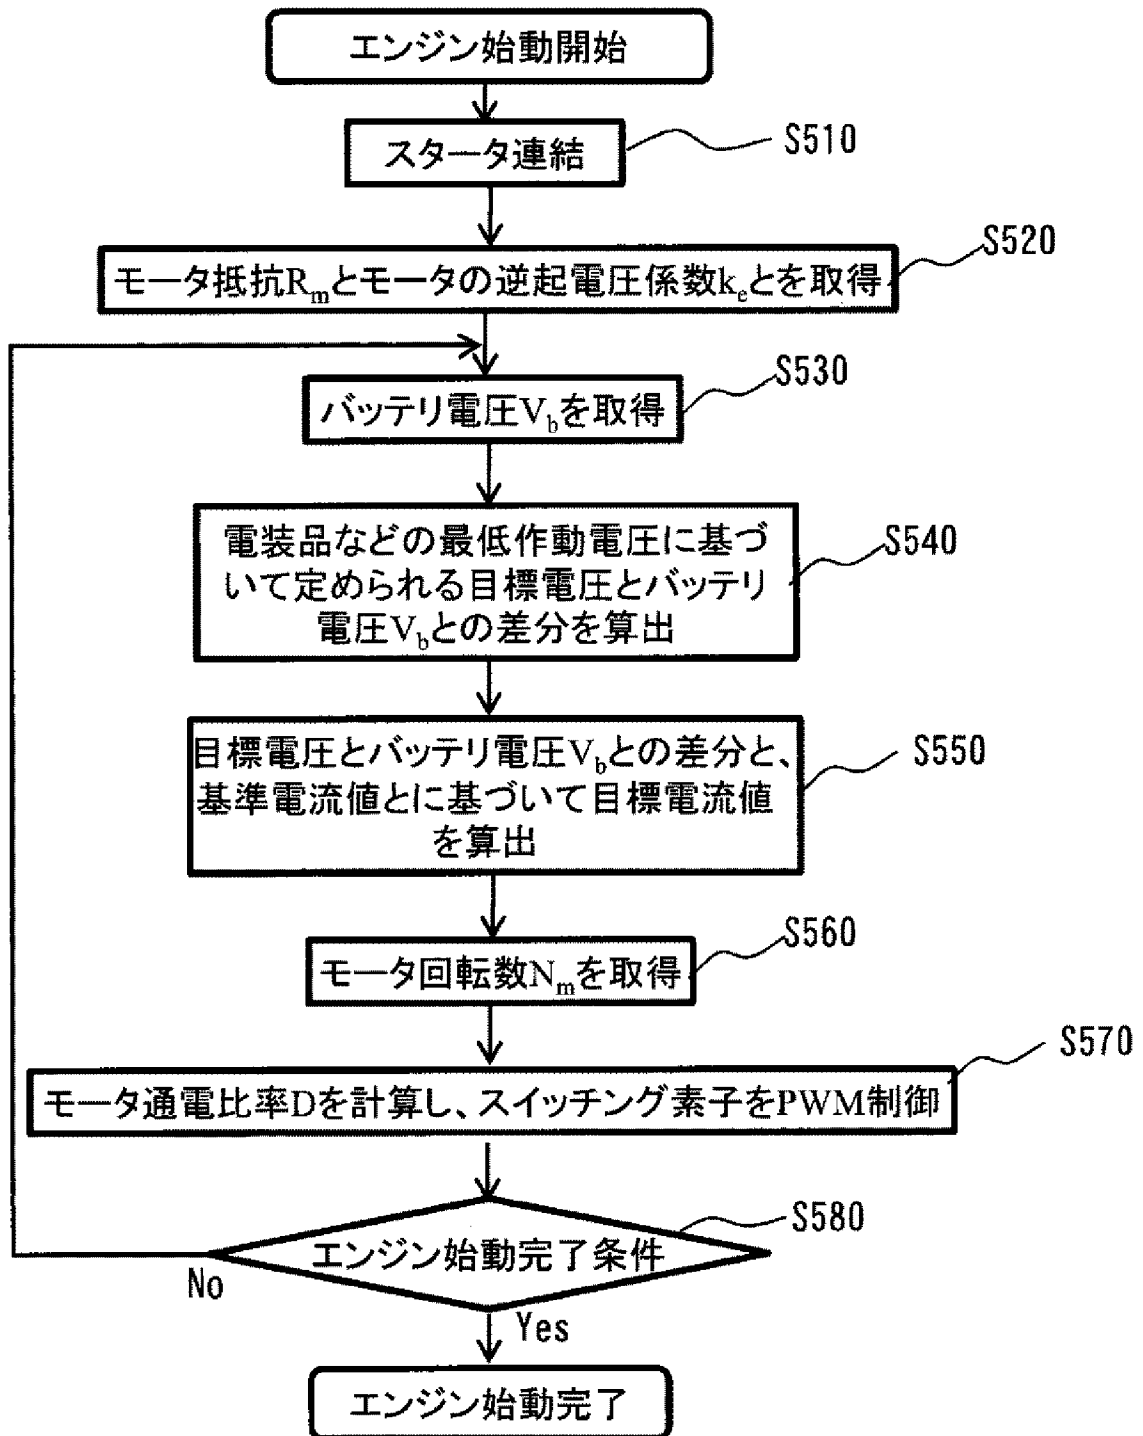 エンジン始動開始
スタータ連結
S510
モータ抵抗Rmとモータの逆起電圧係数keとを取得
S520
バッテリ電圧Vbを取得
S530
電装品などの最低作動電圧に基づ
いて定められる目標電圧とバッテリ
電圧Vbとの差分を算出
S540
目標電圧とバッテリ電圧Vbとの差分と、
基準電流値とに基づいて目標電流値
を算出
S550
モータ回転数Nmを取得
S560
モータ通電比率Dを計算し、スイッチング素子をPWM制御
S570
エンジン始動完了条件
S580
No
Yes
エンジン始動完了